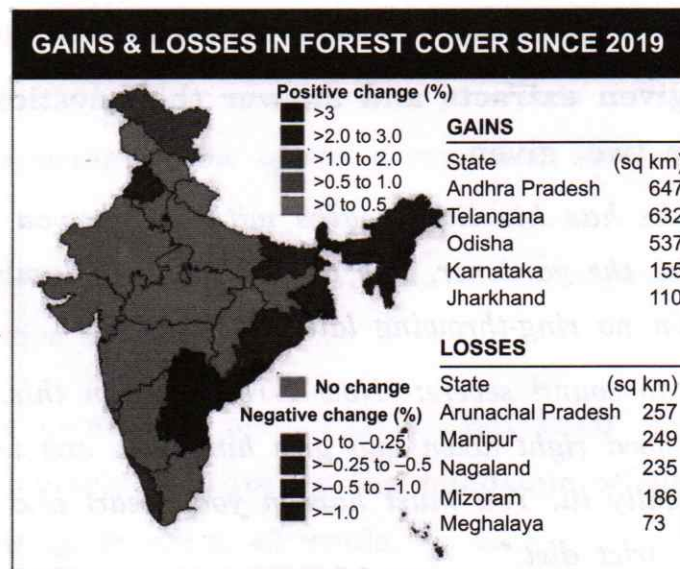 GAINS & LOSSES IN FOREST COVER SINCE 2019
Positive change (%)
>3
>2.0 to 3.0
>1.0 to 2.0
>0.5 to 1.0
>0 to 0.5
GAINS
State (sq km)
Andhra Pradesh 647
Telangana 632
Odisha 537
Karnataka 155
Jharkhand 110
No change
Negative change (%)
>0 to –0.25
>–0.25 to –0.5
–0.5 to –1.0
>–1.0
LOSSES
State (sq km)
Arunachal Pradesh 257
Manipur 249
Nagaland 235
Mizoram 186
Meghalaya 73